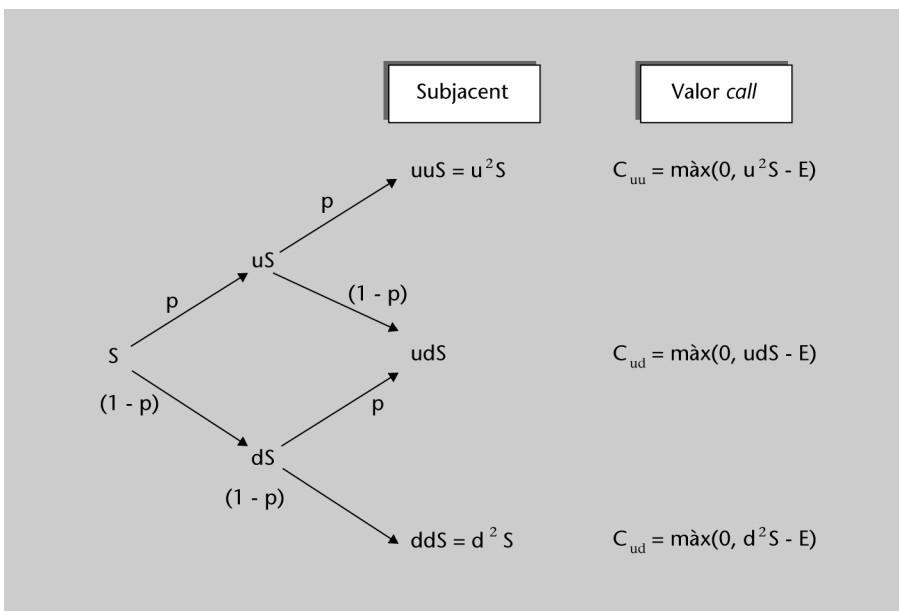 Subjacent
Valor call
uuS = u²S
C_uu = màx(0, u²S - E)
p
uS
p
(1 - p)
S
udS
C_ud = màx(0, udS - E)
(1 - p)
p
dS
(1 - p)
ddS = d² S
C_ud = màx(0, d²S - E)